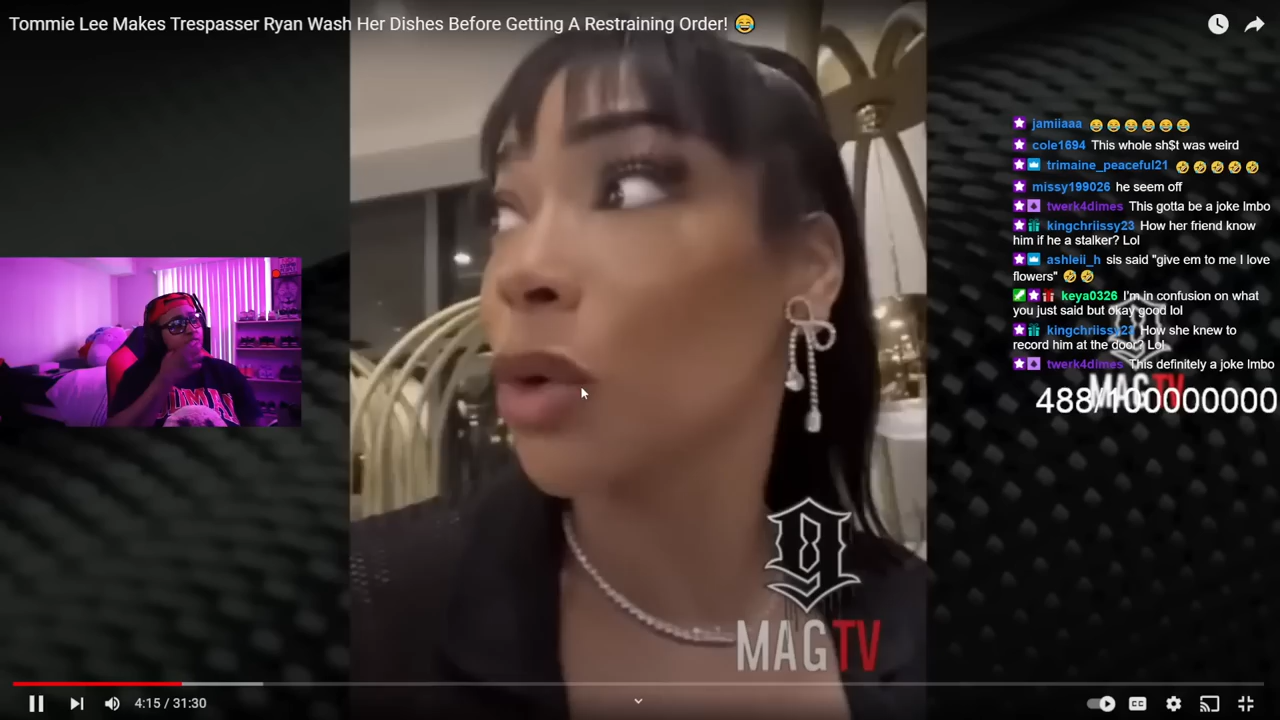 Tommie Lee Makes Trespasser Ryan Wash Her Dishes Before Getting A Restraining Order! 😂
jamiiaaa 😂😂😂😂😂😂
cole1694 This whole sh$t was weird
trimaine_peaceful21 🤣🤣🤣🤣🤣
missy199026 he seem off
twerk4dimes This gotta be a joke lmbo
kingchriissy23 How her friend know
him if he a stalker? Lol
ashleii_h sis said "give em to me I love
flowers" 🤣🤣
keya0326 I'm in confusion on what
you just said but okay good lol
kingchriissy23 How she knew to
record him at the door? Lol
twerk4dimes This definitely a joke lmbo
MAGTV
488/100000000
MAGTV
4:15 / 31:30
CC